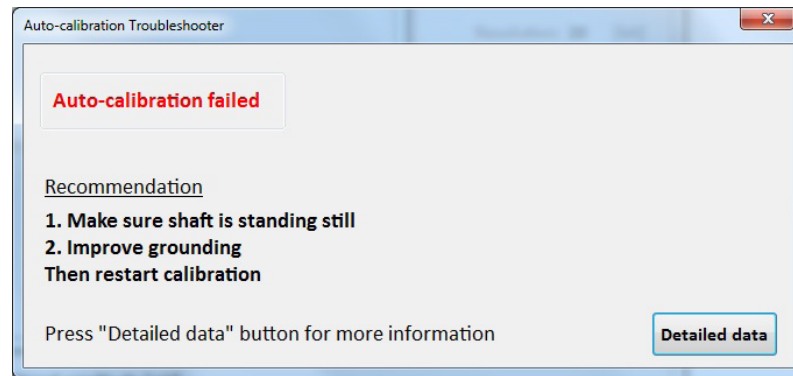 Auto-calibration Troubleshooter
Auto-calibration failed
Recommendation
1. Make sure shaft is standing still
2. Improve grounding
Then restart calibration
Press "Detailed data" button for more information
Detailed data